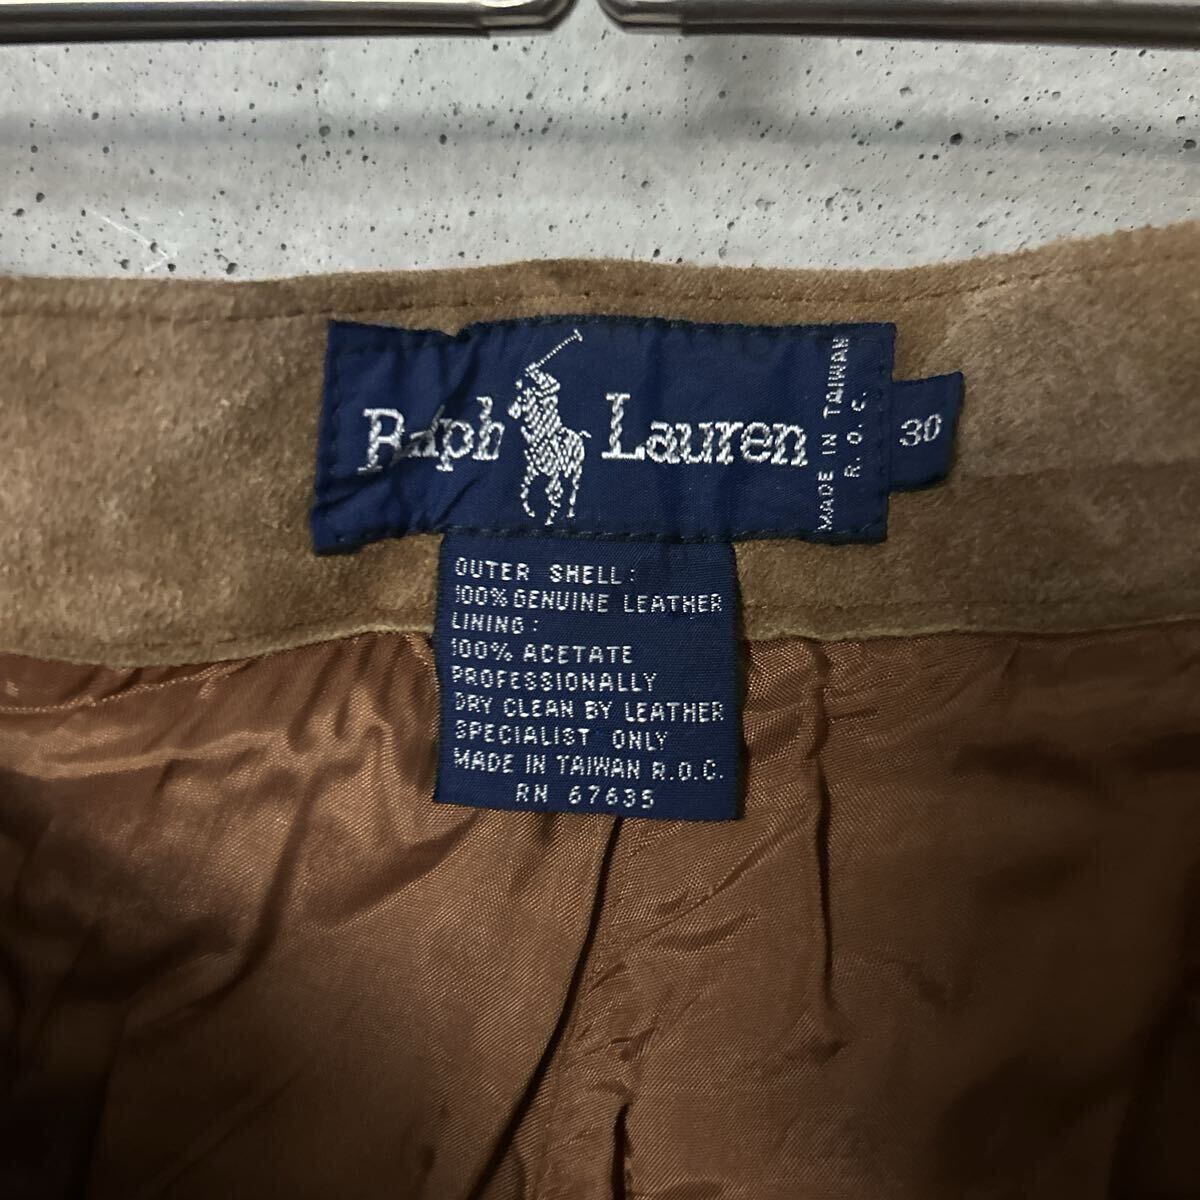 Ralph Lauren
MADE IN TAIWAN
R. O. C.
30
OUTER SHELL:
100% GENUINE LEATHER
LINING:
100% ACETATE
PROFESSIONALLY
DRY CLEAN BY LEATHER
SPECIALIST ONLY
MADE IN TAIWAN R.O.C.
RN 67635